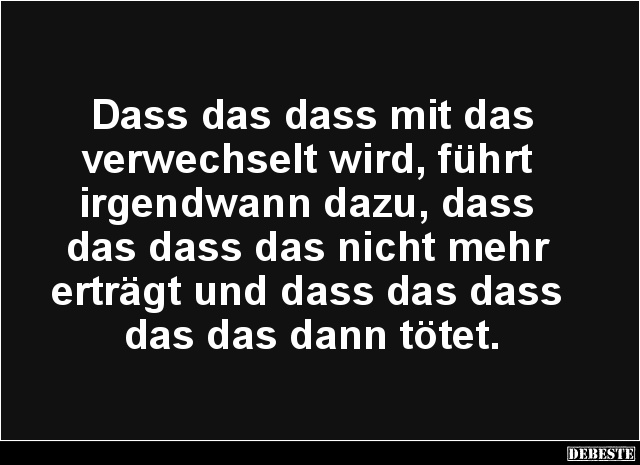 Dass das dass mit das
verwechselt wird, führt
irgendwann dazu, dass
das dass das nicht mehr
erträgt und dass das dass
das das dann tötet.
DEBESTE